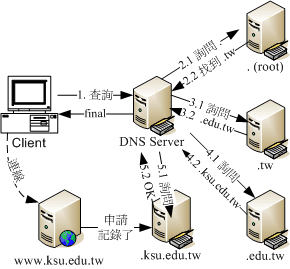 2.1 詢問
2.2 找到 .tw
. (root)
1. 查詢
final
Client
DNS Server
3.1 詢問
3.2 .edu.tw
.tw
連線
5.1 詢問
5.2 OK
4.1 詢問
4.2 .ksu.edu.tw
申請
記錄了
www.ksu.edu.tw
.ksu.edu.tw
.edu.tw